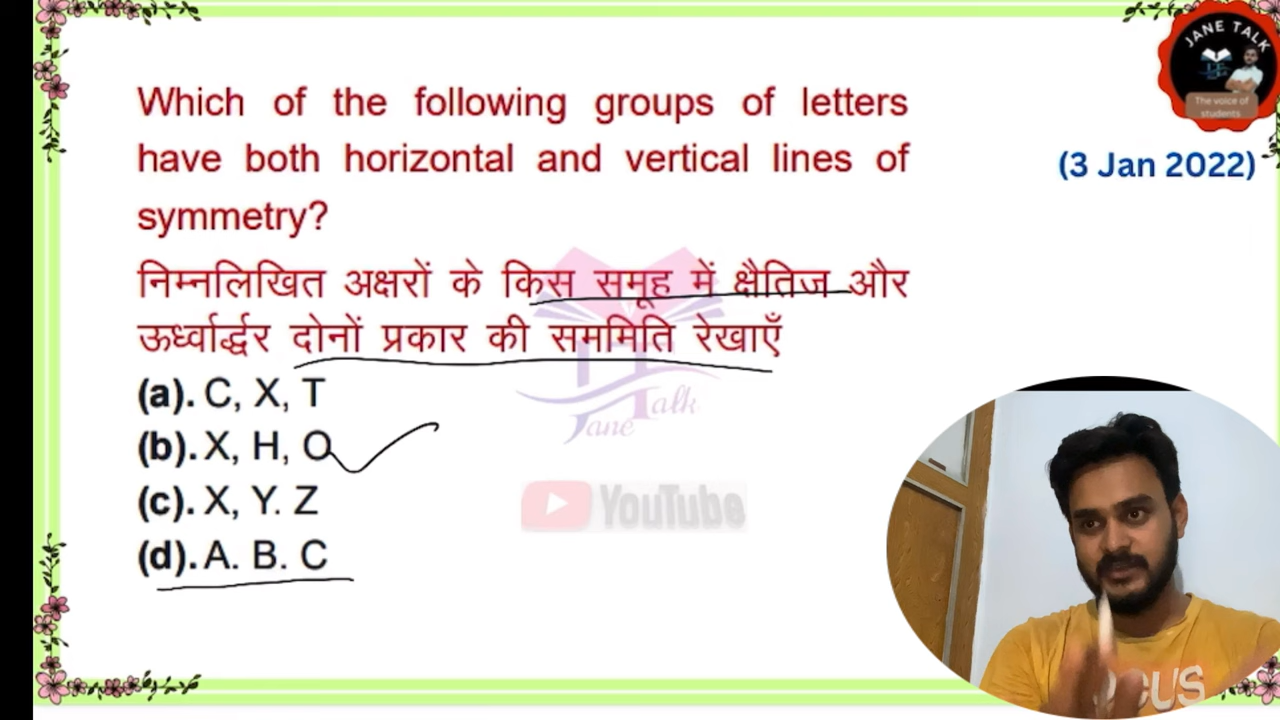 JANE TALK
The voice of
students
Which of the following groups of letters
have both horizontal and vertical lines of
symmetry?
(3 Jan 2022)
निम्नलिखित अक्षरों के किस समूह में क्षैतिज और
ऊर्ध्वार्द्धर दोनों प्रकार की सममिति रेखाएँ
(a). C, X, T
(b). X, H, O
(c). X, Y. Z
(d). A. B. C
Jane Talk
YouTube